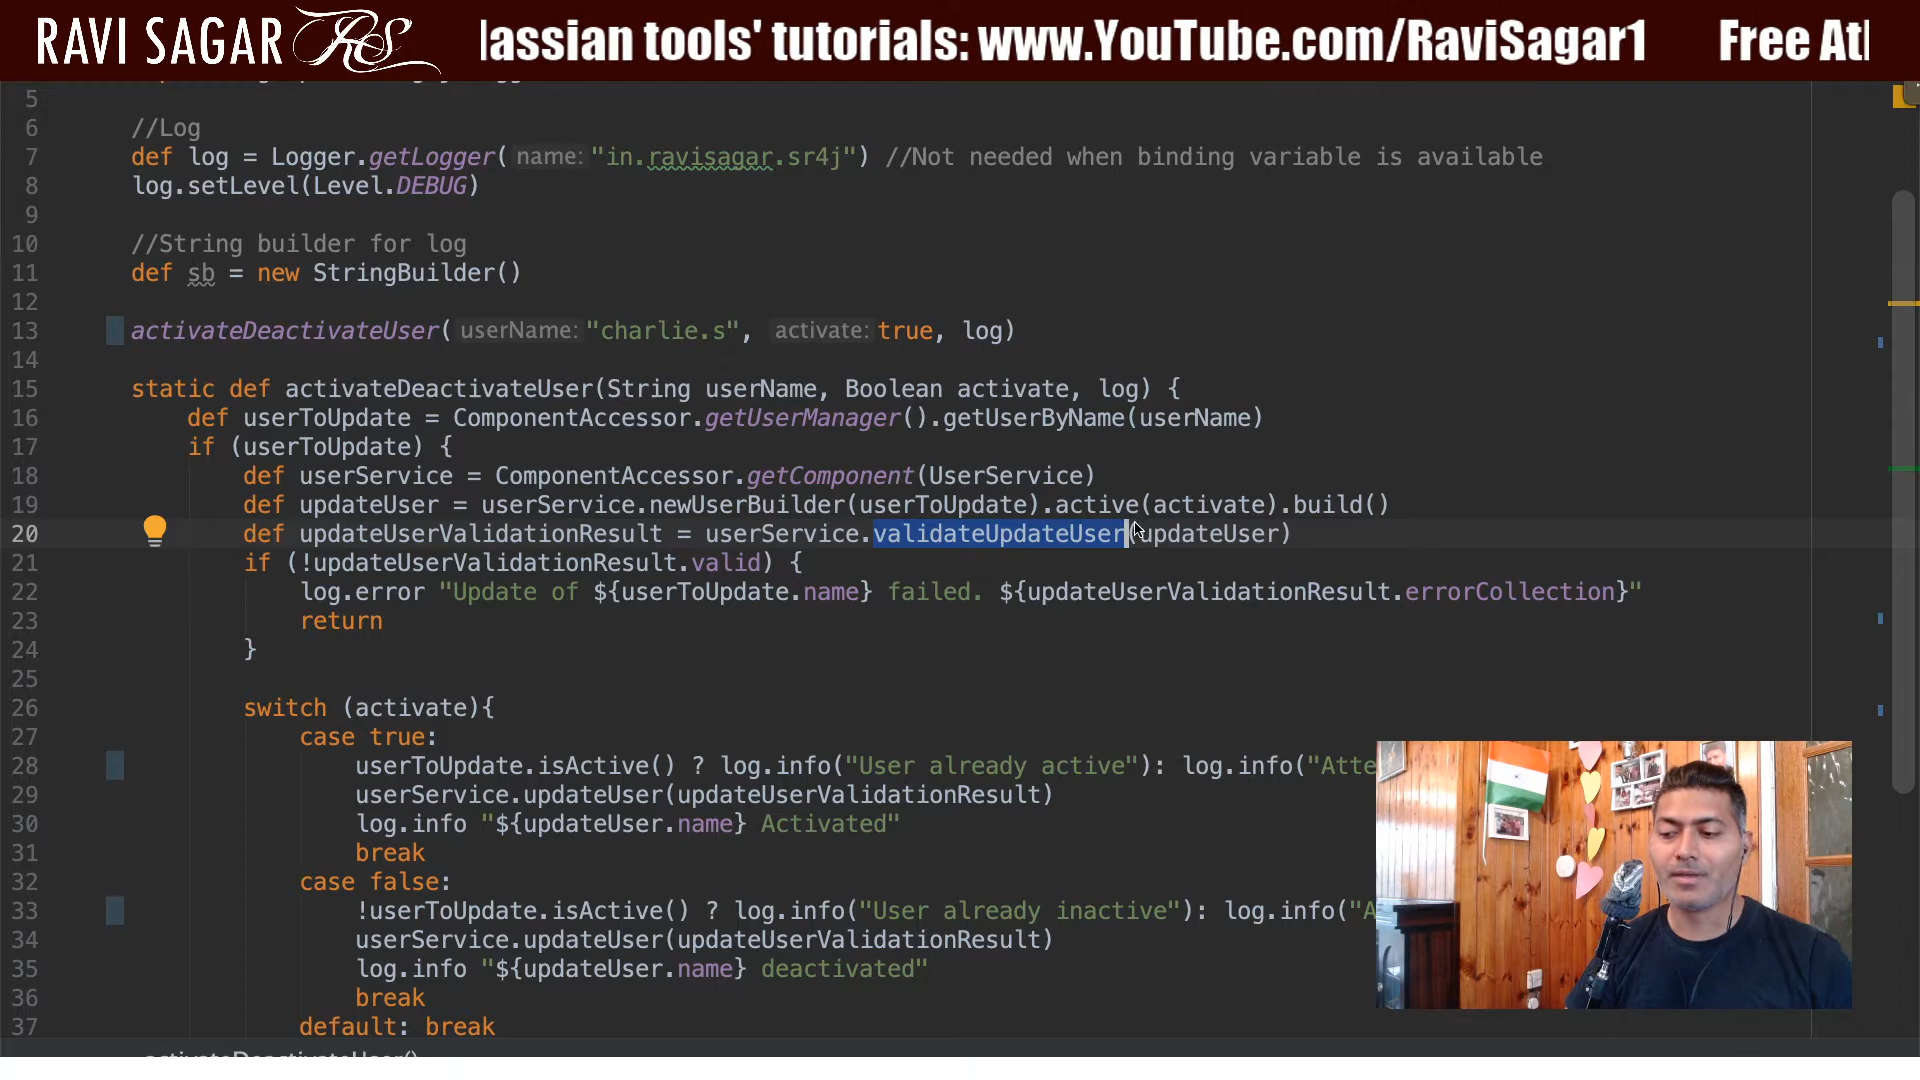 RAVI SAGAR RS lassian tools' tutorials: www.YouTube.com/RaviSagar1 Free Atl
5
6 //Log
7 def log = Logger.getLogger( name: "in.ravisagar.sr4j") //Not needed when binding variable is available
8 log.setLevel(Level.DEBUG)
9
10 //String builder for log
11 def sb = new StringBuilder()
12
13 activateDeactivateUser( userName: "charlie.s", activate: true, log)
14
15 static def activateDeactivateUser(String userName, Boolean activate, log) {
16 def userToUpdate = ComponentAccessor.getUserManager().getUserByName(userName)
17 if (userToUpdate) {
18 def userService = ComponentAccessor.getComponent(UserService)
19 def updateUser = userService.newUserBuilder(userToUpdate).active(activate).build()
20 def updateUserValidationResult = userService.validateUpdateUser(updateUser)
21 if (!updateUserValidationResult.valid) {
22 log.error "Update of ${userToUpdate.name} failed. ${updateUserValidationResult.errorCollection}"
23 return
24 }
25
26 switch (activate){
27 case true:
28 userToUpdate.isActive() ? log.info("User already active"): log.info("Atte
29 userService.updateUser(updateUserValidationResult)
30 log.info "${updateUser.name} Activated"
31 break
32 case false:
33 !userToUpdate.isActive() ? log.info("User already inactive"): log.info("A
34 userService.updateUser(updateUserValidationResult)
35 log.info "${updateUser.name} deactivated"
36 break
37 default: break
activateDeactivateUser()